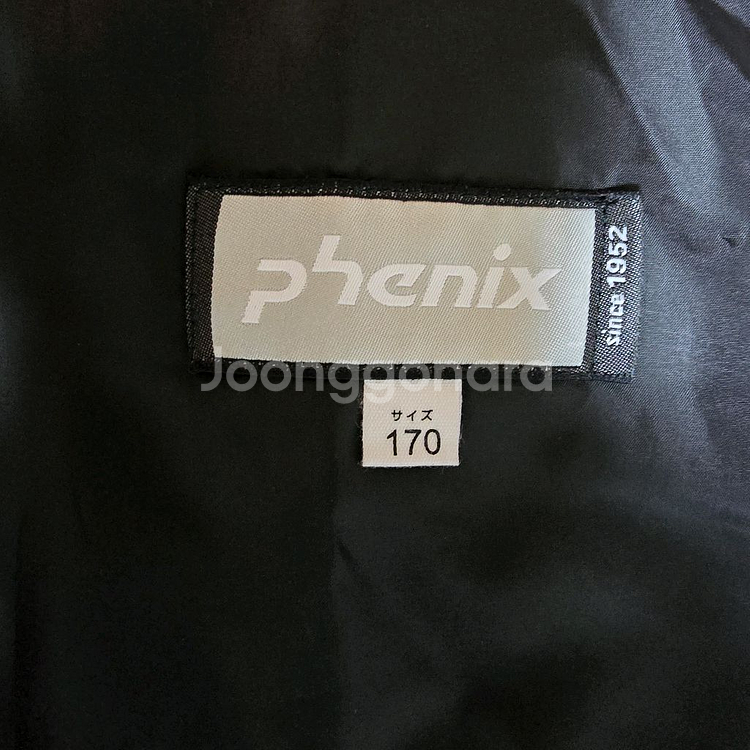 phenix
since 1952
Joonggonara
サイズ
170